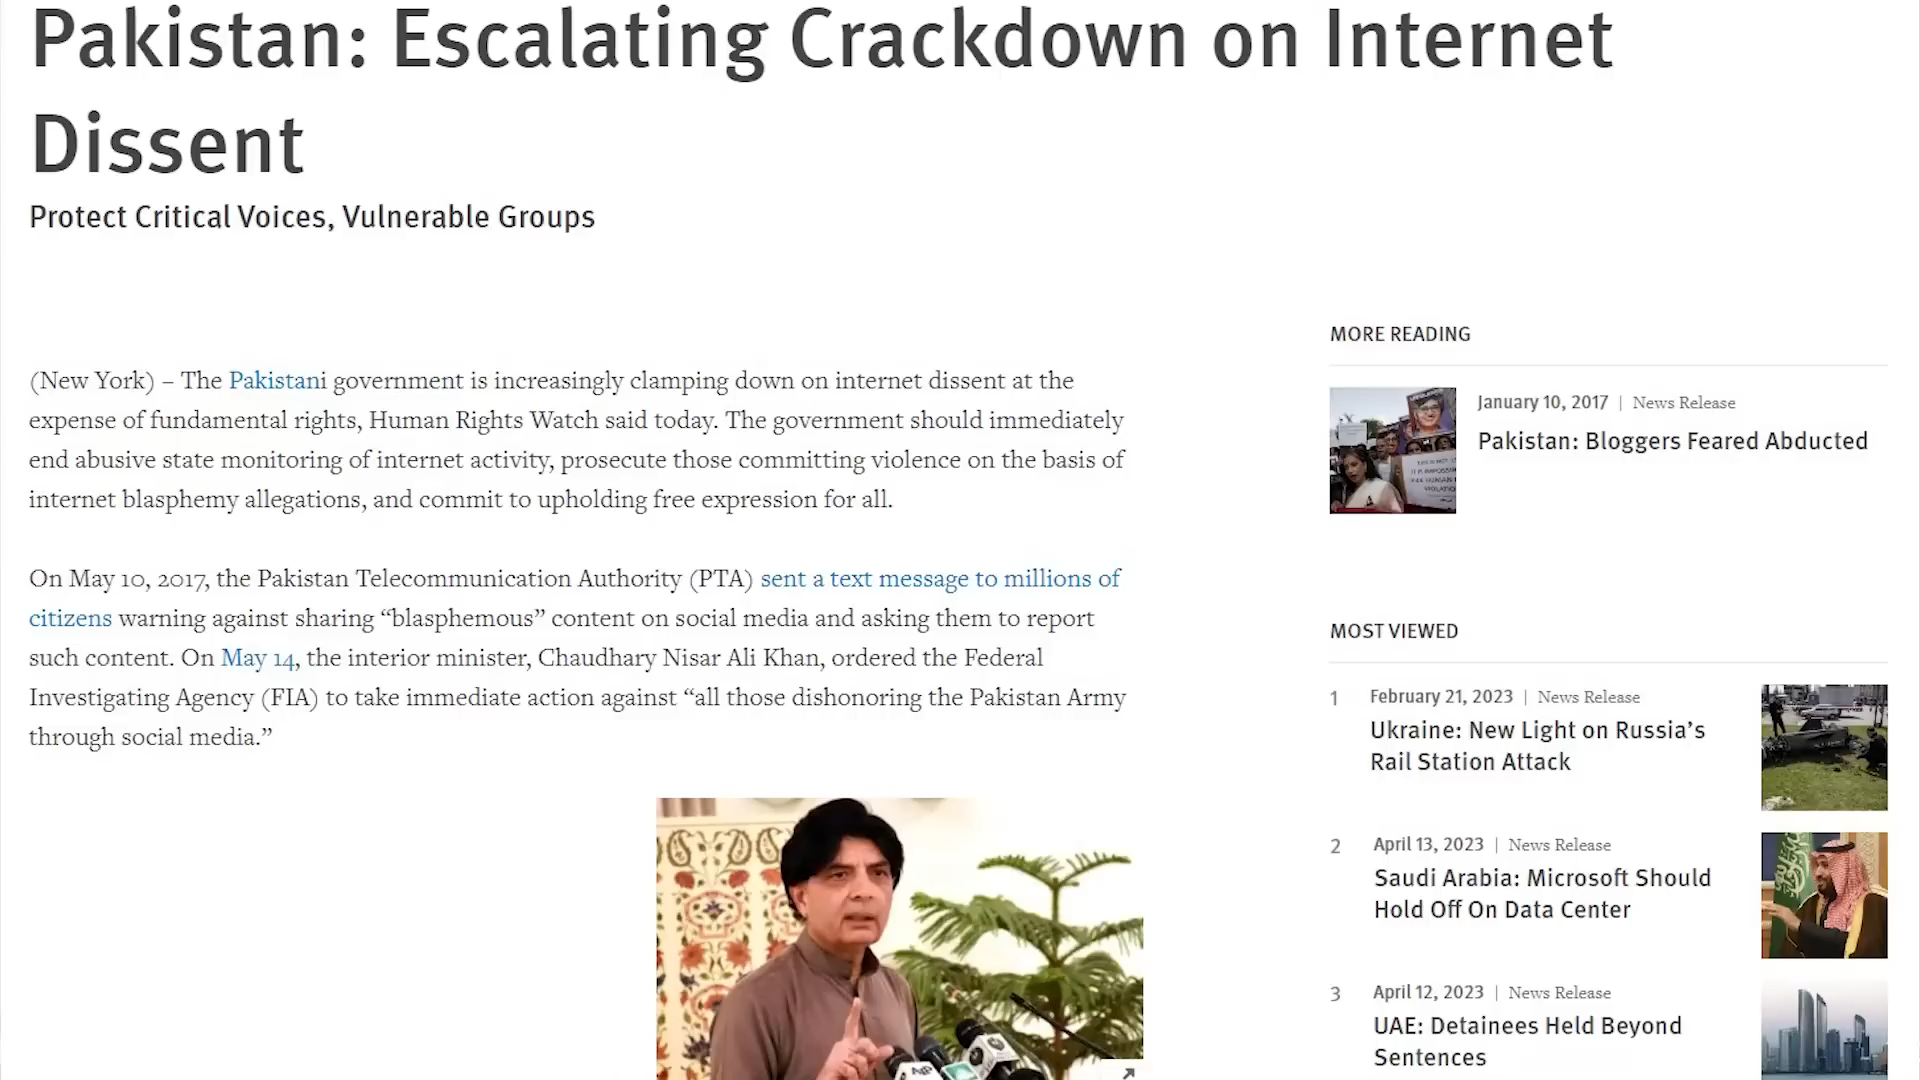 Pakistan: Escalating Crackdown on Internet
Dissent
Protect Critical Voices, Vulnerable Groups
(New York) – The Pakistani government is increasingly clamping down on internet dissent at the
expense of fundamental rights, Human Rights Watch said today. The government should immediately
end abusive state monitoring of internet activity, prosecute those committing violence on the basis of
internet blasphemy allegations, and commit to upholding free expression for all.
On May 10, 2017, the Pakistan Telecommunication Authority (PTA) sent a text message to millions of
citizens warning against sharing “blasphemous” content on social media and asking them to report
such content. On May 14, the interior minister, Chaudhary Nisar Ali Khan, ordered the Federal
Investigating Agency (FIA) to take immediate action against “all those dishonoring the Pakistan Army
through social media.”
MORE READING
January 10, 2017 | News Release
Pakistan: Bloggers Feared Abducted
MOST VIEWED
1 February 21, 2023 | News Release
Ukraine: New Light on Russia’s
Rail Station Attack
2 April 13, 2023 | News Release
Saudi Arabia: Microsoft Should
Hold Off On Data Center
3 April 12, 2023 | News Release
UAE: Detainees Held Beyond
Sentences